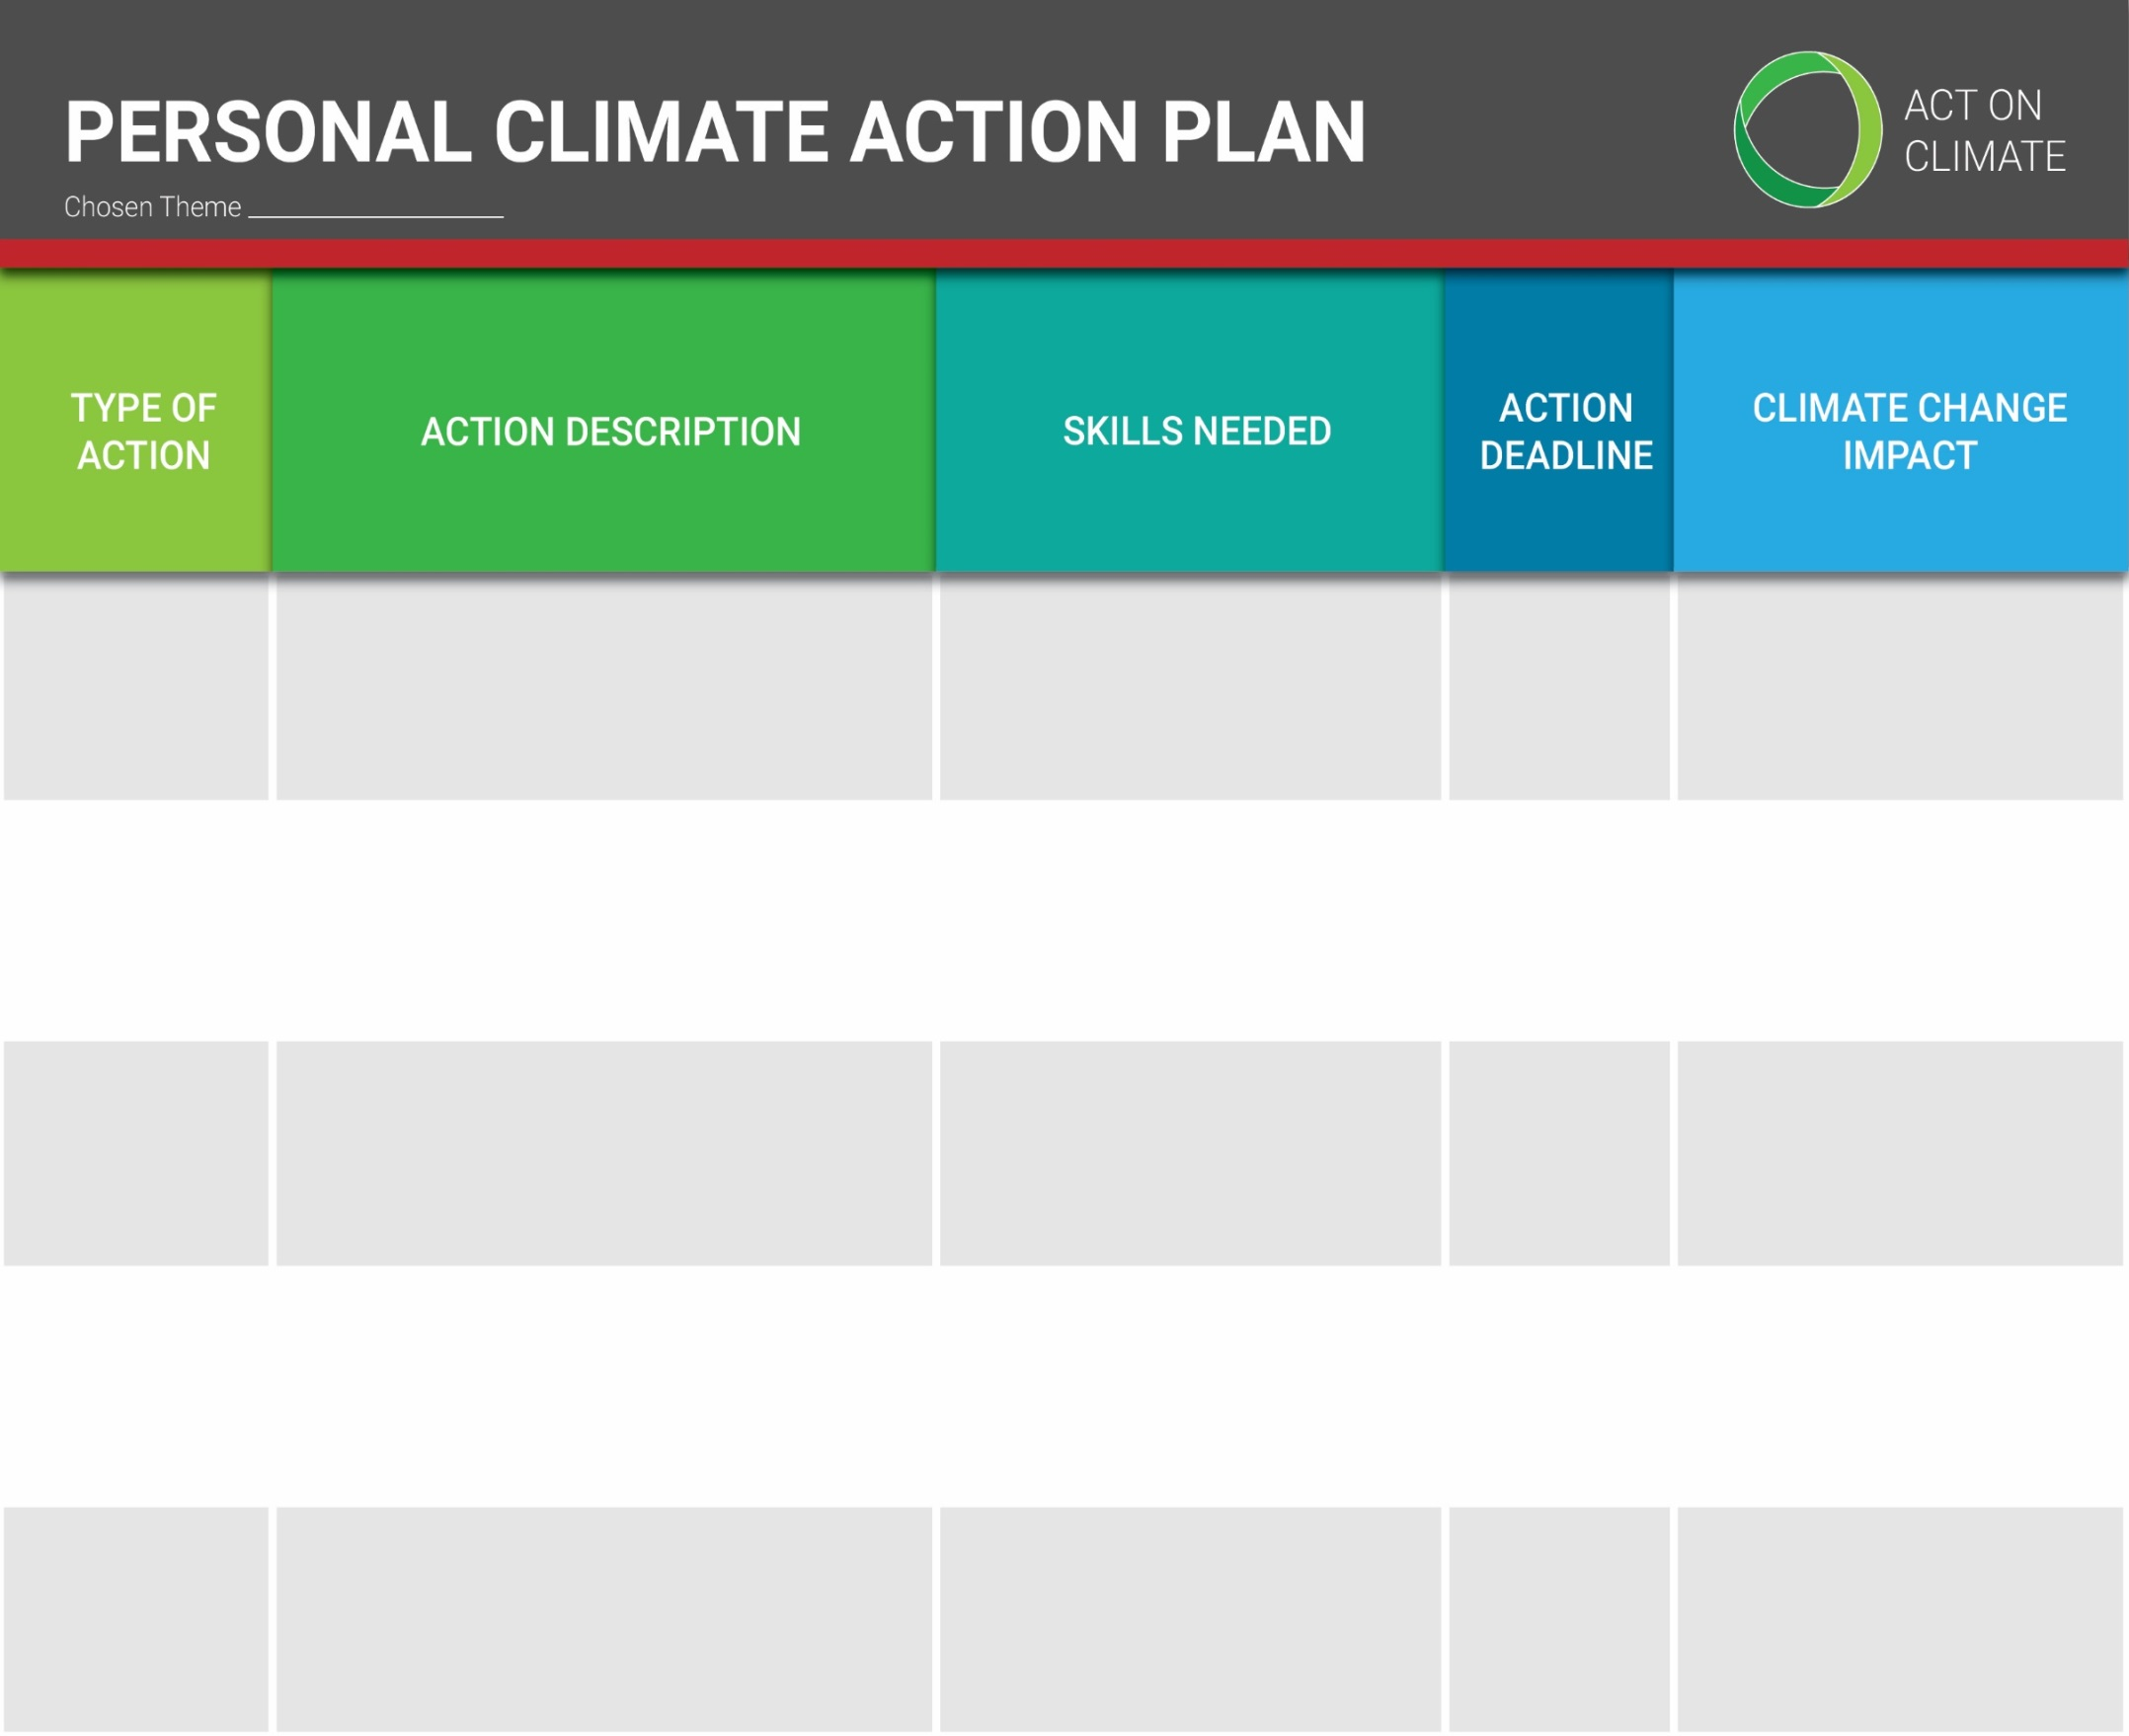 PERSONAL CLIMATE ACTION PLAN
Chosen Theme
ACT ON
CLIMATE
TYPE OF
ACTION
ACTION DESCRIPTION
SKILLS NEEDED
ACTION
DEADLINE
CLIMATE CHANGE
IMPACT